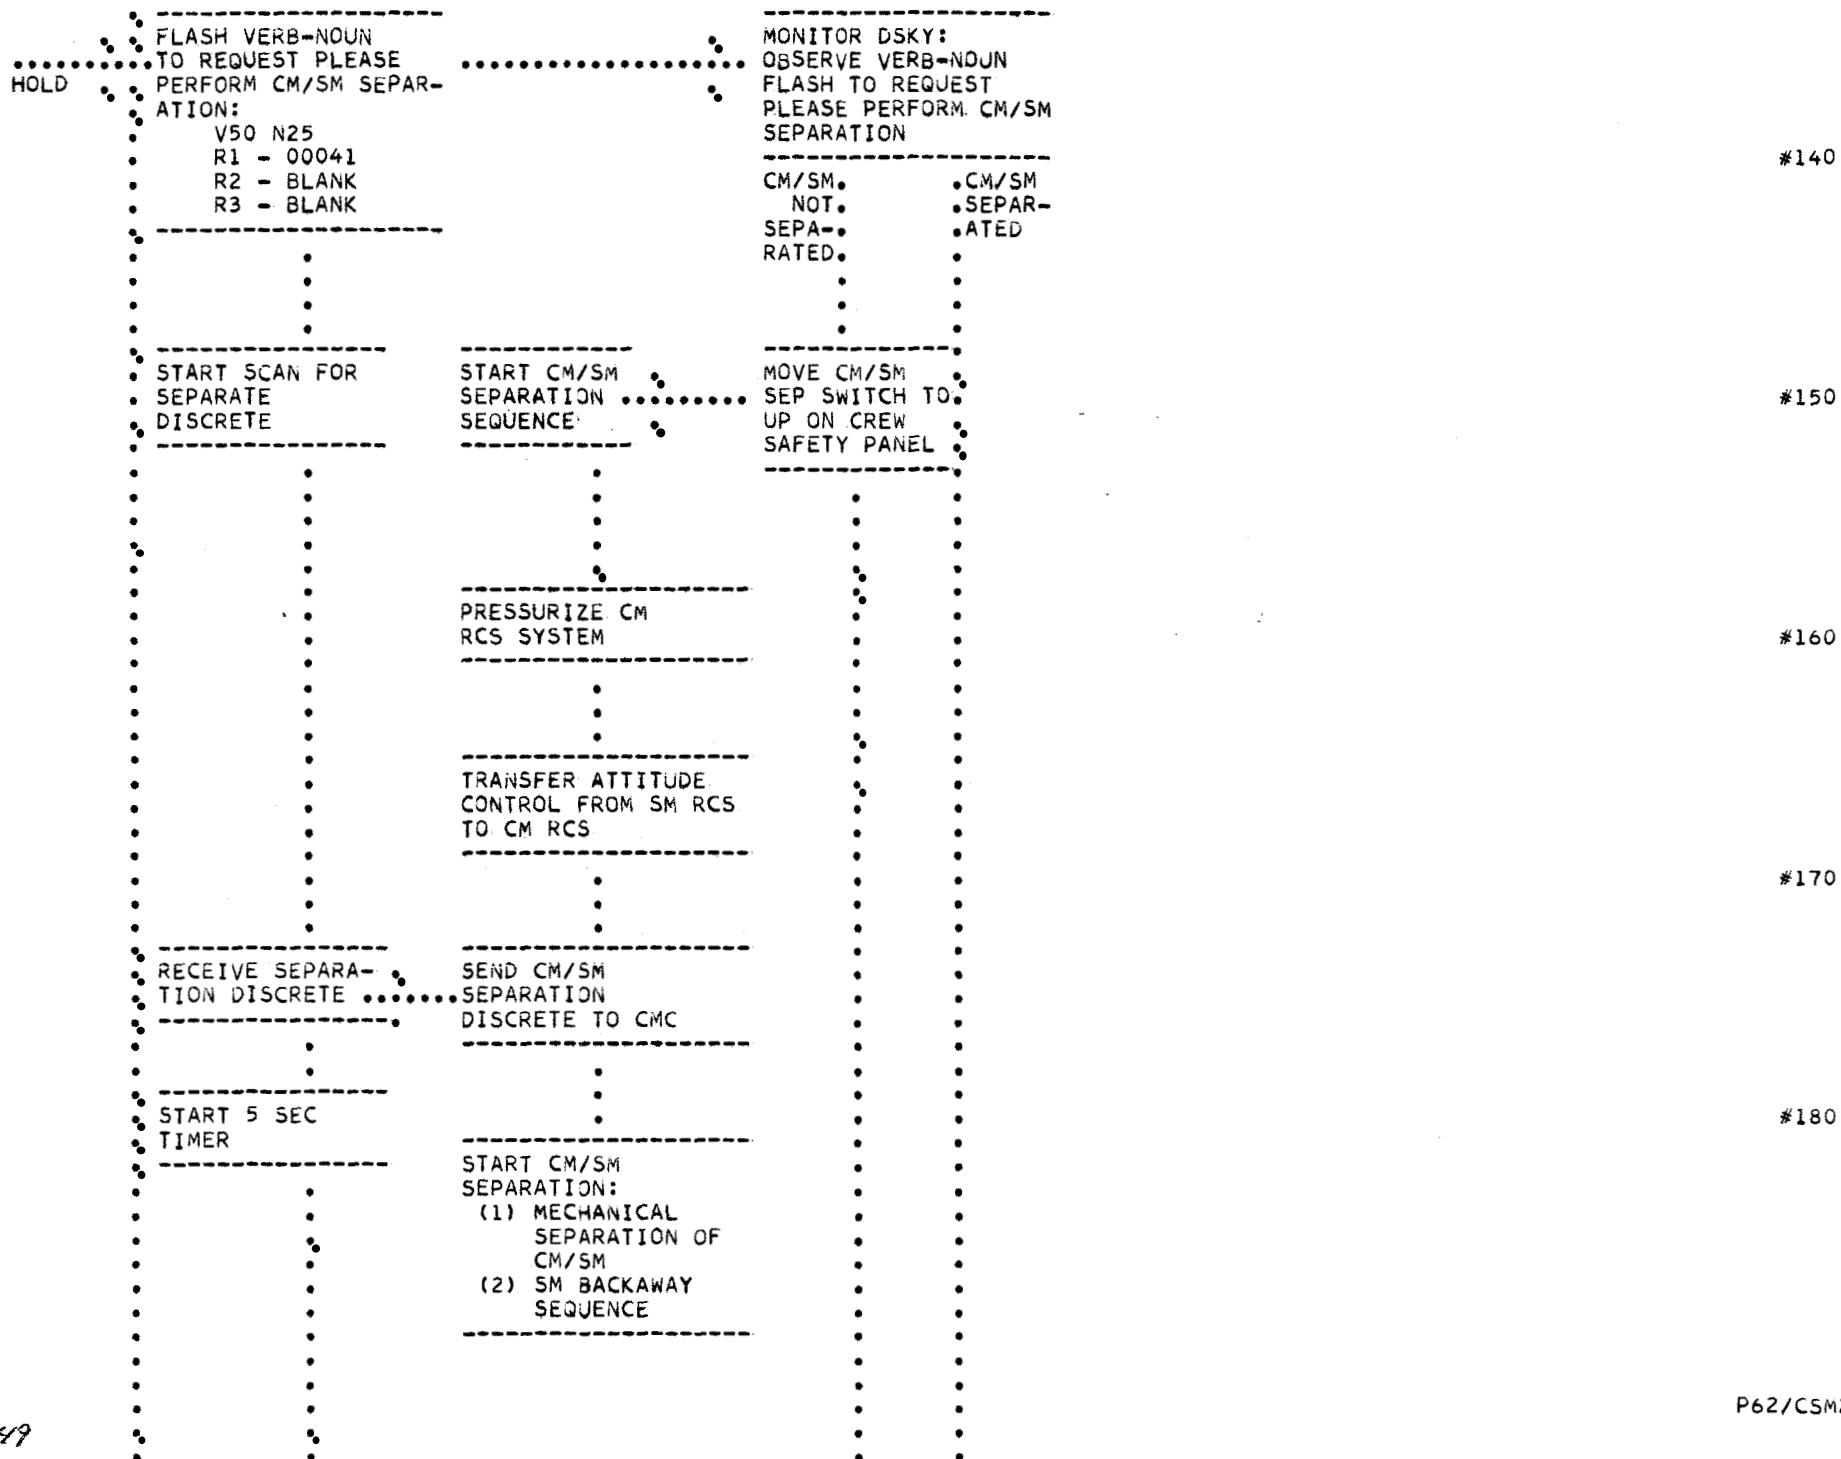 FLASH VERB-NOUN
TO REQUEST PLEASE
HOLD
PERFORM CM/SM SEPAR-
ATION:
V50 N25
R1 - 00041
R2 - BLANK
R3 - BLANK
MONITOR DSKY:
OBSERVE VERB-NOUN
FLASH TO REQUEST
PLEASE PERFORM CM/SM
SEPARATION
#140
CM/SM
NOT
SEPA-
RATED
CM/SM
SEPAR-
ATED
START SCAN FOR
SEPARATE
DISCRETE
START CM/SM
SEPARATION
SEQUENCE
MOVE CM/SM
SEP SWITCH TO
UP ON CREW
SAFETY PANEL
#150
PRESSURIZE CM
RCS SYSTEM
#160
TRANSFER ATTITUDE
CONTROL FROM SM RCS
TO CM RCS
#170
RECEIVE SEPARA-
TION DISCRETE
SEND CM/SM
SEPARATION
DISCRETE TO CMC
START 5 SEC
TIMER
#180
START CM/SM
SEPARATION:
(1) MECHANICAL
SEPARATION OF
CM/SM
(2) SM BACKAWAY
SEQUENCE
P62/CSM
49